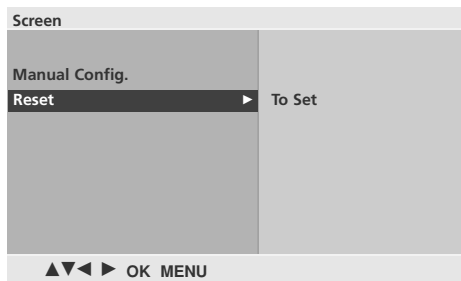 Screen
Manual Config.
Reset ► To Set
▲▼◄ ► OK MENU